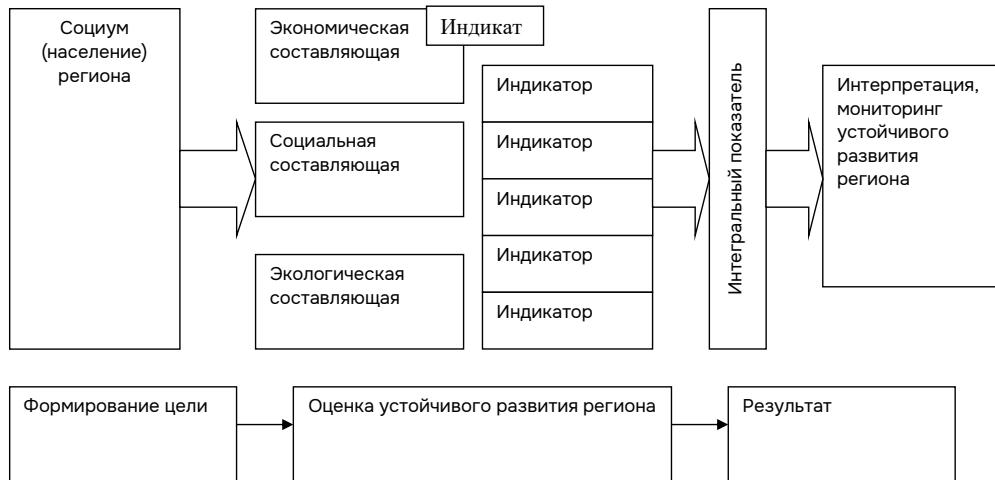 Социум
(население)
региона
Экономическая
составляющая
Индикат
Социальная
составляющая
Экологическая
составляющая
Индикатор
Индикатор
Индикатор
Индикатор
Индикатор
Интегральный показатель
Интерпретация,
мониторинг
устойчивого
развития
региона
Формирование цели
Оценка устойчивого развития региона
Результат